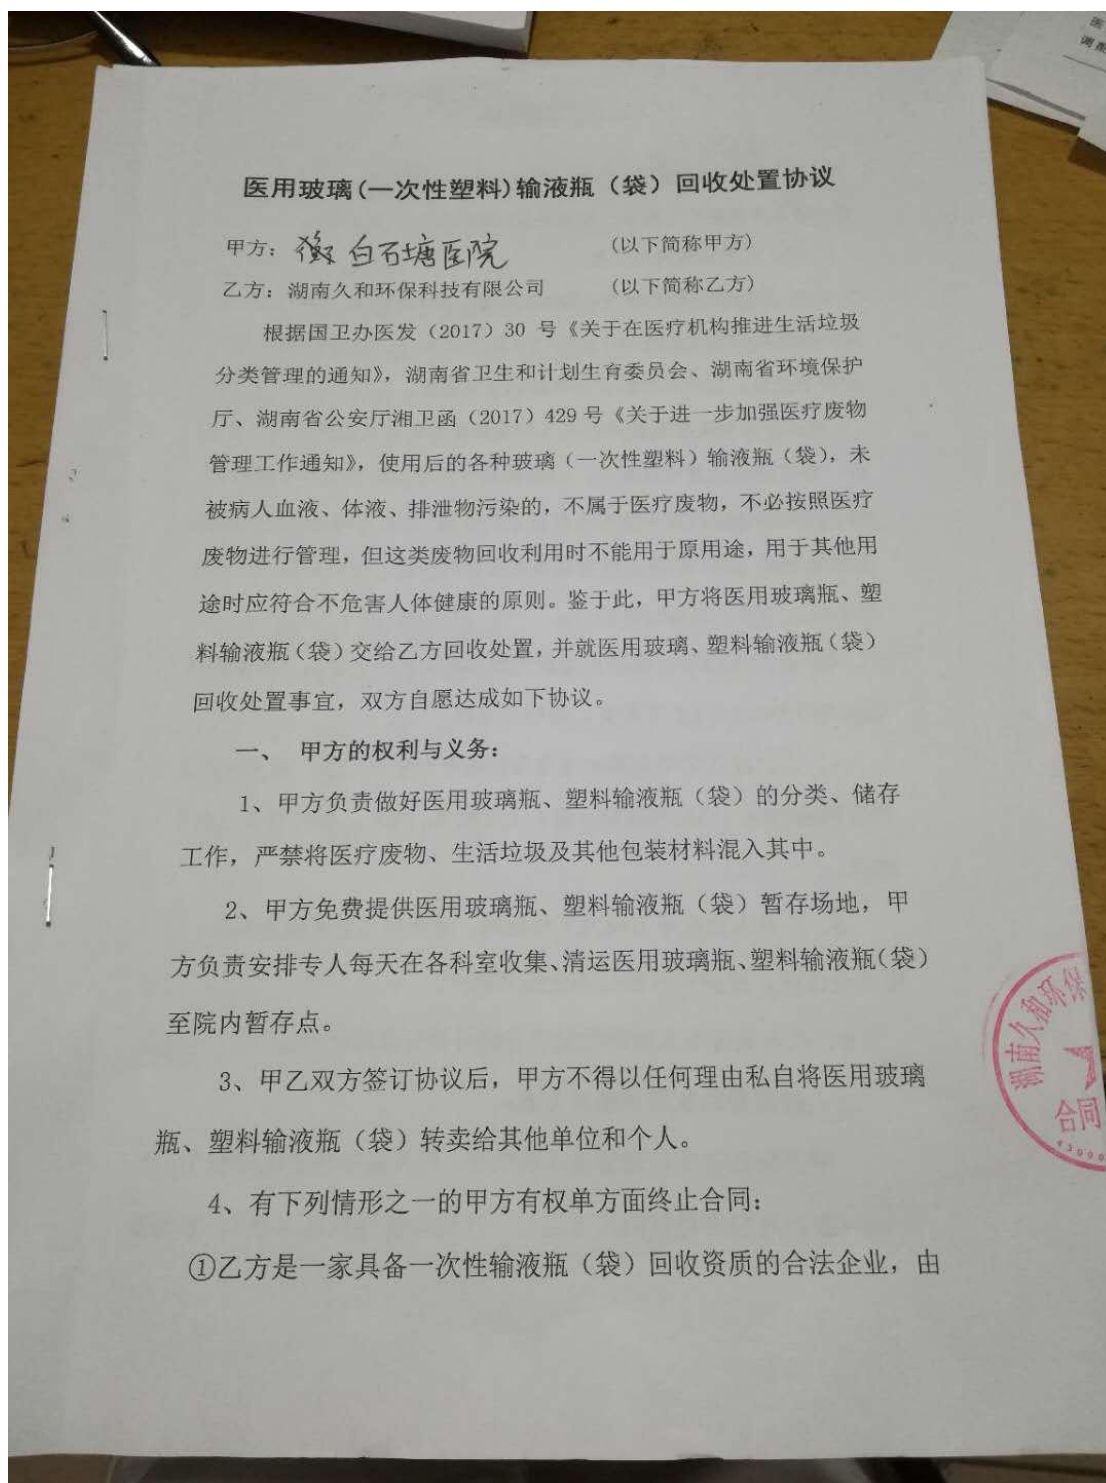 医用玻璃(一次性塑料)输液瓶（袋）回收处置协议
甲方：白石塘医院 （以下简称甲方）
乙方：湖南久和环保科技有限公司 （以下简称乙方）
根据国卫办医发（2017）30 号《关于在医疗机构推进生活垃圾
分类管理的通知》，湖南省卫生和计划生育委员会、湖南省环境保护
厅、湖南省公安厅湘卫函（2017）429 号《关于进一步加强医疗废物
管理工作通知》，使用后的各种玻璃（一次性塑料）输液瓶（袋），未
被病人血液、体液、排泄物污染的，不属于医疗废物，不必按照医疗
废物进行管理，但这类废物回收利用时不能用于原用途，用于其他用
途时应符合不危害人体健康的原则。鉴于此，甲方将医用玻璃瓶、塑
料输液瓶（袋）交给乙方回收处置，并就医用玻璃、塑料输液瓶（袋）
回收处置事宜，双方自愿达成如下协议。
一、 甲方的权利与义务：
1、甲方负责做好医用玻璃瓶、塑料输液瓶（袋）的分类、储存
工作，严禁将医疗废物、生活垃圾及其他包装材料混入其中。
2、甲方免费提供医用玻璃瓶、塑料输液瓶（袋）暂存场地，甲
方负责安排专人每天在各科室收集、清运医用玻璃瓶、塑料输液瓶（袋）
至院内暂存点。
3、甲乙双方签订协议后，甲方不得以任何理由私自将医用玻璃
瓶、塑料输液瓶（袋）转卖给其他单位和个人。
4、有下列情形之一的甲方有权单方面终止合同：
①乙方是一家具备一次性输液瓶（袋）回收资质的合法企业，由
湖南久和环保
合同